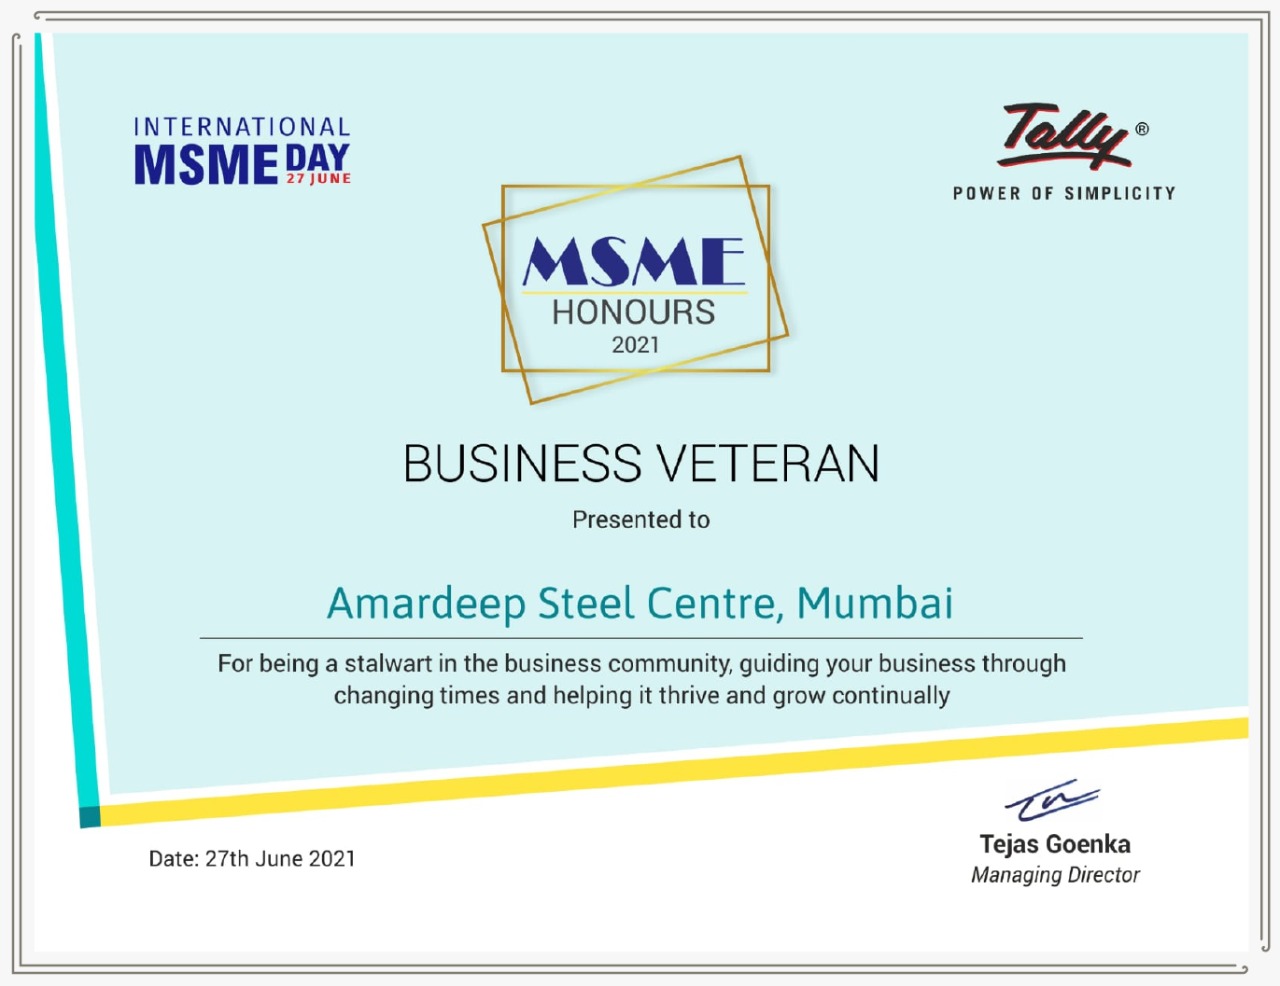 INTERNATIONAL
MSME DAY
27 JUNE
Tally®
POWER OF SIMPLICITY
MSME
HONOURS
2021
BUSINESS VETERAN
Presented to
Amardeep Steel Centre, Mumbai
For being a stalwart in the business community, guiding your business through
changing times and helping it thrive and grow continually
Date: 27th June 2021
Tejas Goenka
Managing Director